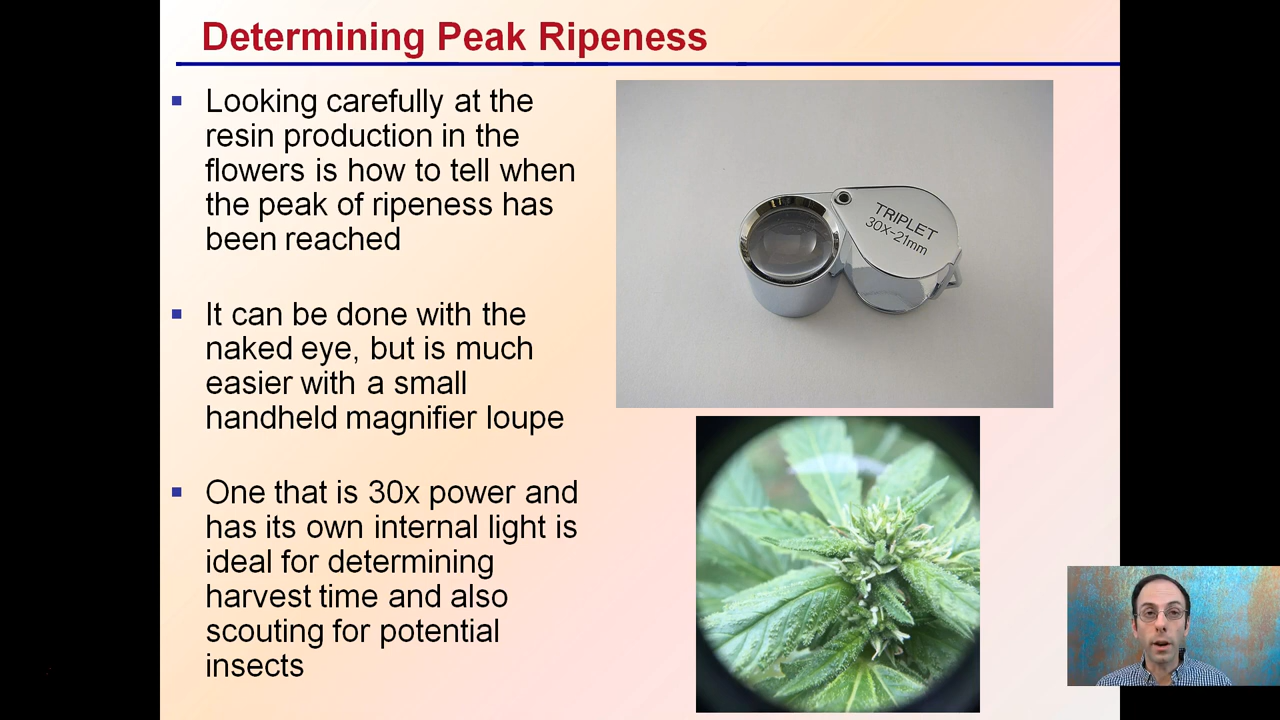 Determining Peak Ripeness
Looking carefully at the
resin production in the
flowers is how to tell when
the peak of ripeness has
been reached
It can be done with the
naked eye, but is much
easier with a small
handheld magnifier loupe
One that is 30x power and
has its own internal light is
ideal for determining
harvest time and also
scouting for potential
insects
TRIPLET
30X-21mm